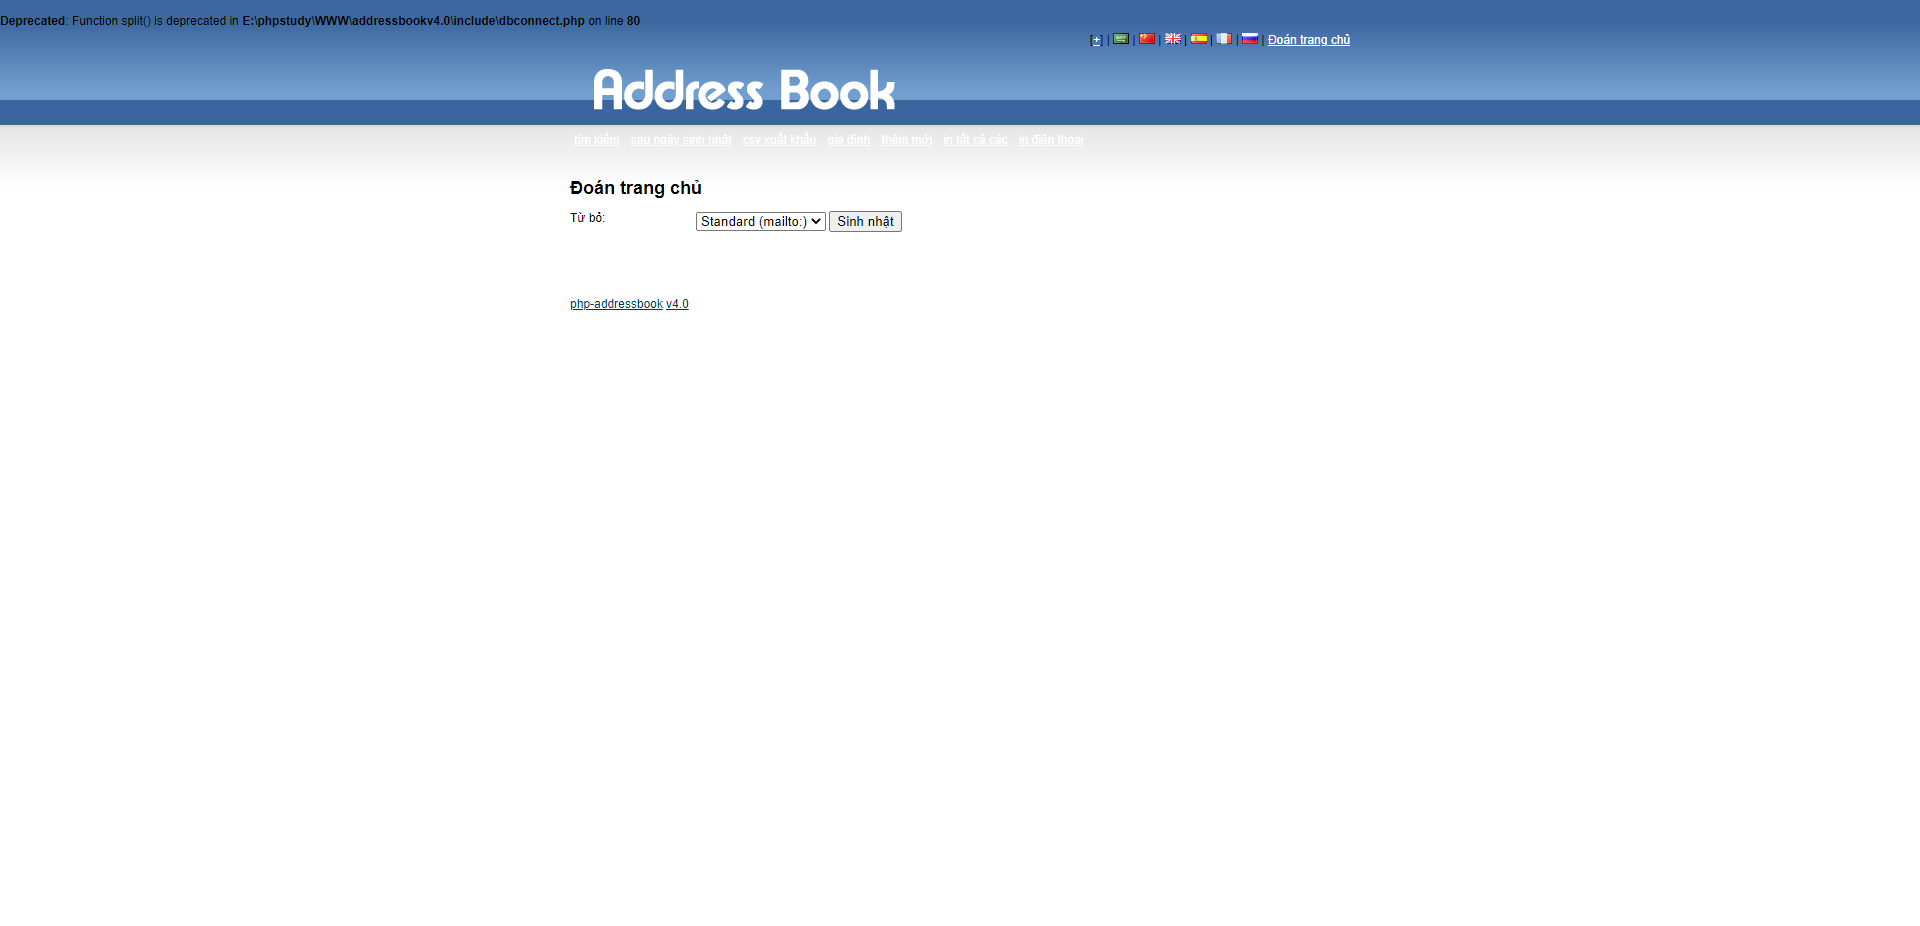 Deprecated: Function split() is deprecated in E:\phpstudy\WWW\addressbookv4.0\include\dbconnect.php on line 80
[+] | | | | | | | Đoán trang chủ
Address Book
tìm kiếm sau ngày sinh nhật csv xuất khẩu gia đình thêm mới in tất cả các in điện thoại
Đoán trang chủ
Từ bỏ: Standard (mailto:) Sinh nhật
php-addressbook v4.0